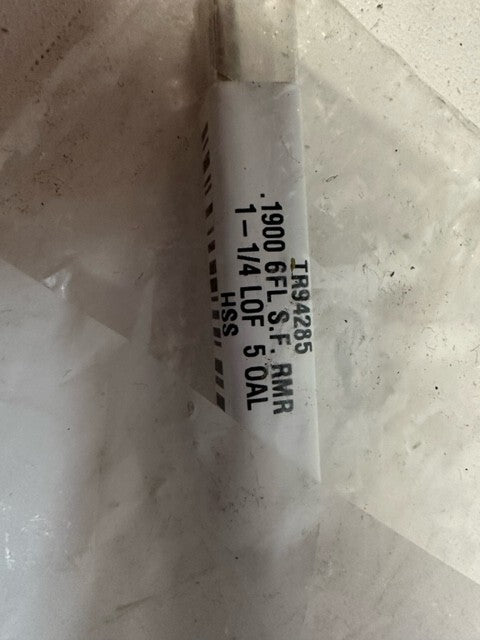 TR94285
.1900 6FL S.F. RMR
1-1/4 LOF 5 OAL
HSS